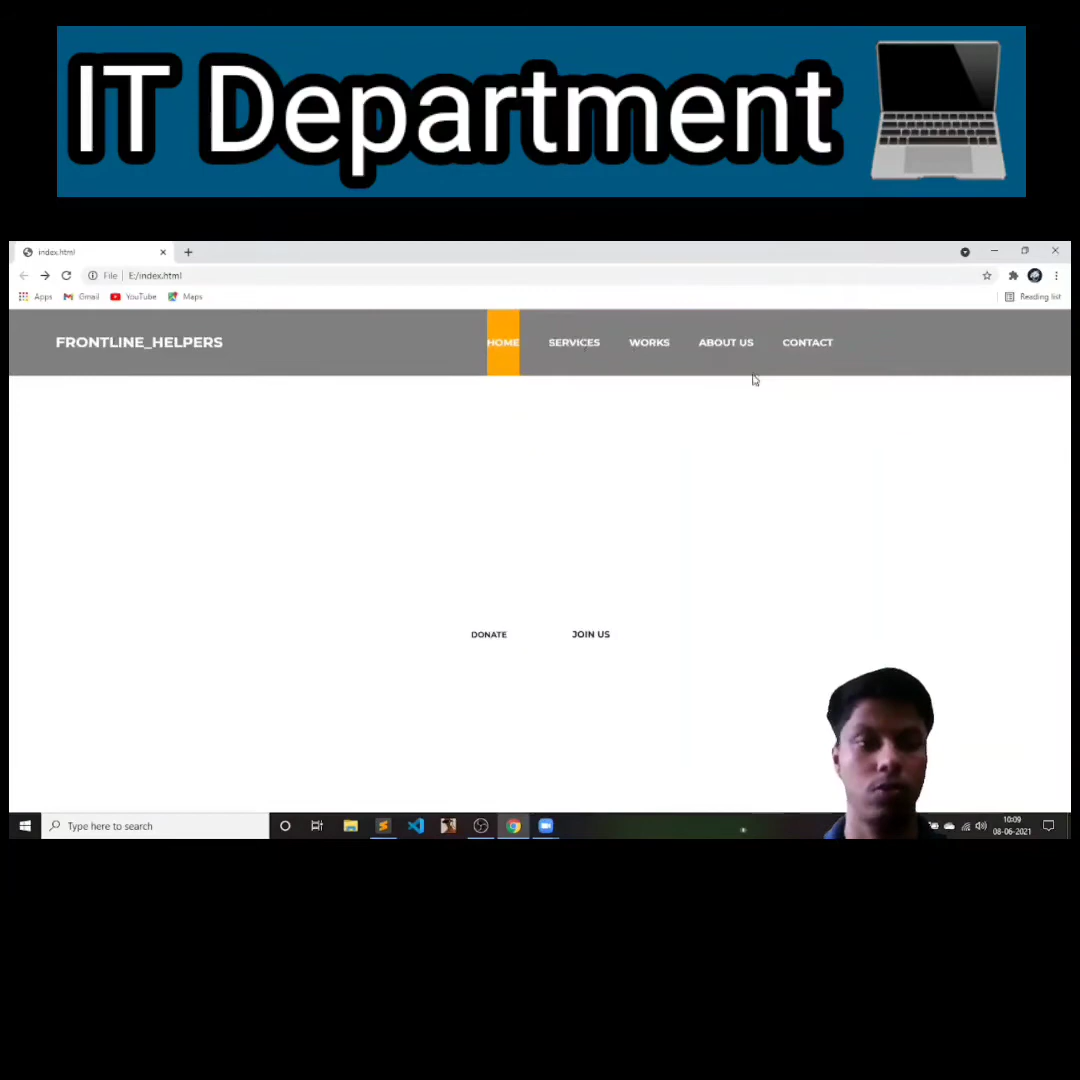 IT Department
index.html
File E:/index.html
Apps Gmail YouTube Maps Reading list
FRONTLINE_HELPERS HOME SERVICES WORKS ABOUT US CONTACT
DONATE JOIN US
Type here to search
10:09
08-06-2021